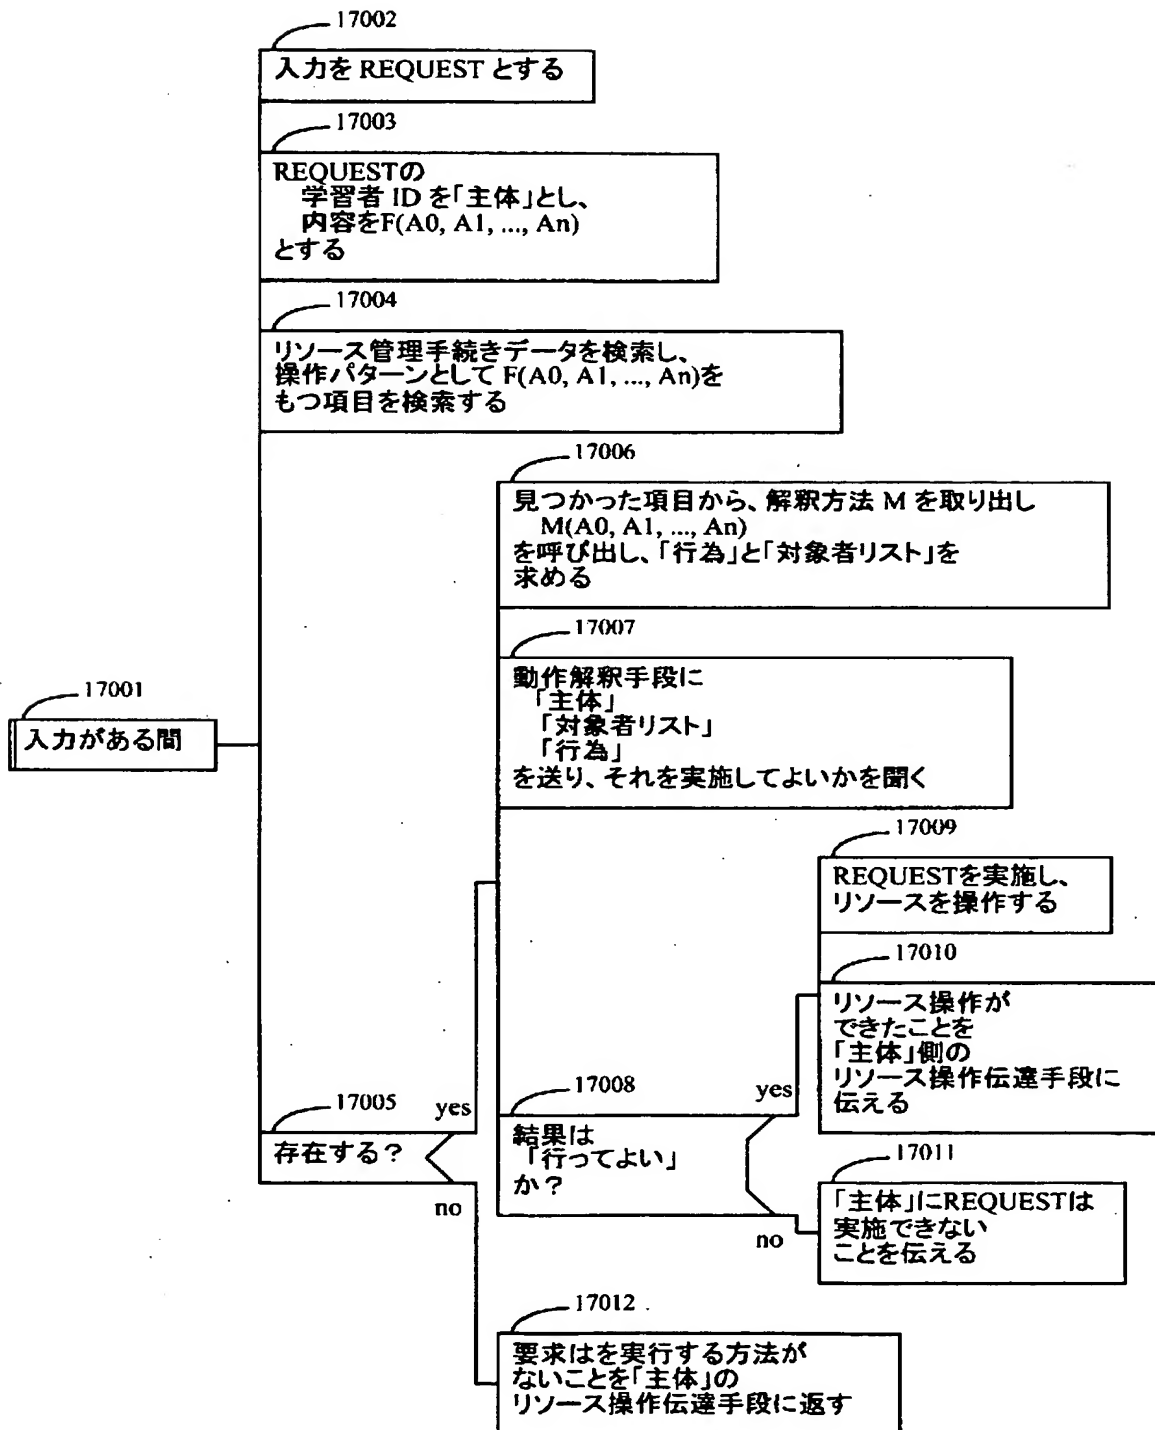 17002
入力を REQUEST とする
17003
REQUESTの
学習者 ID を「主体」とし、
内容をF(A0, A1, ..., An)
とする
17004
リソース管理手続きデータを検索し、
操作パターンとして F(A0, A1, ..., An)を
もつ項目を検索する
17006
見つかった項目から、解釈方法 M を取り出し
M(A0, A1, ..., An)
を呼び出し、「行為」と「対象者リスト」を
求める
17007
動作解釈手段に
「主体」
「対象者リスト」
「行為」
を送り、それを実施してよいかを聞く
17001
入力がある間
17009
REQUESTを実施し、
リソースを操作する
17010
リソース操作が
できたことを
「主体」側の
リソース操作伝達手段に
伝える
17008
yes
結果は
「行ってよい」
か？
no
17005
yes
存在する？
no
17011
「主体」にREQUESTは
実施できない
ことを伝える
17012
要求はを実行する方法が
ないことを「主体」の
リソース操作伝達手段に返す